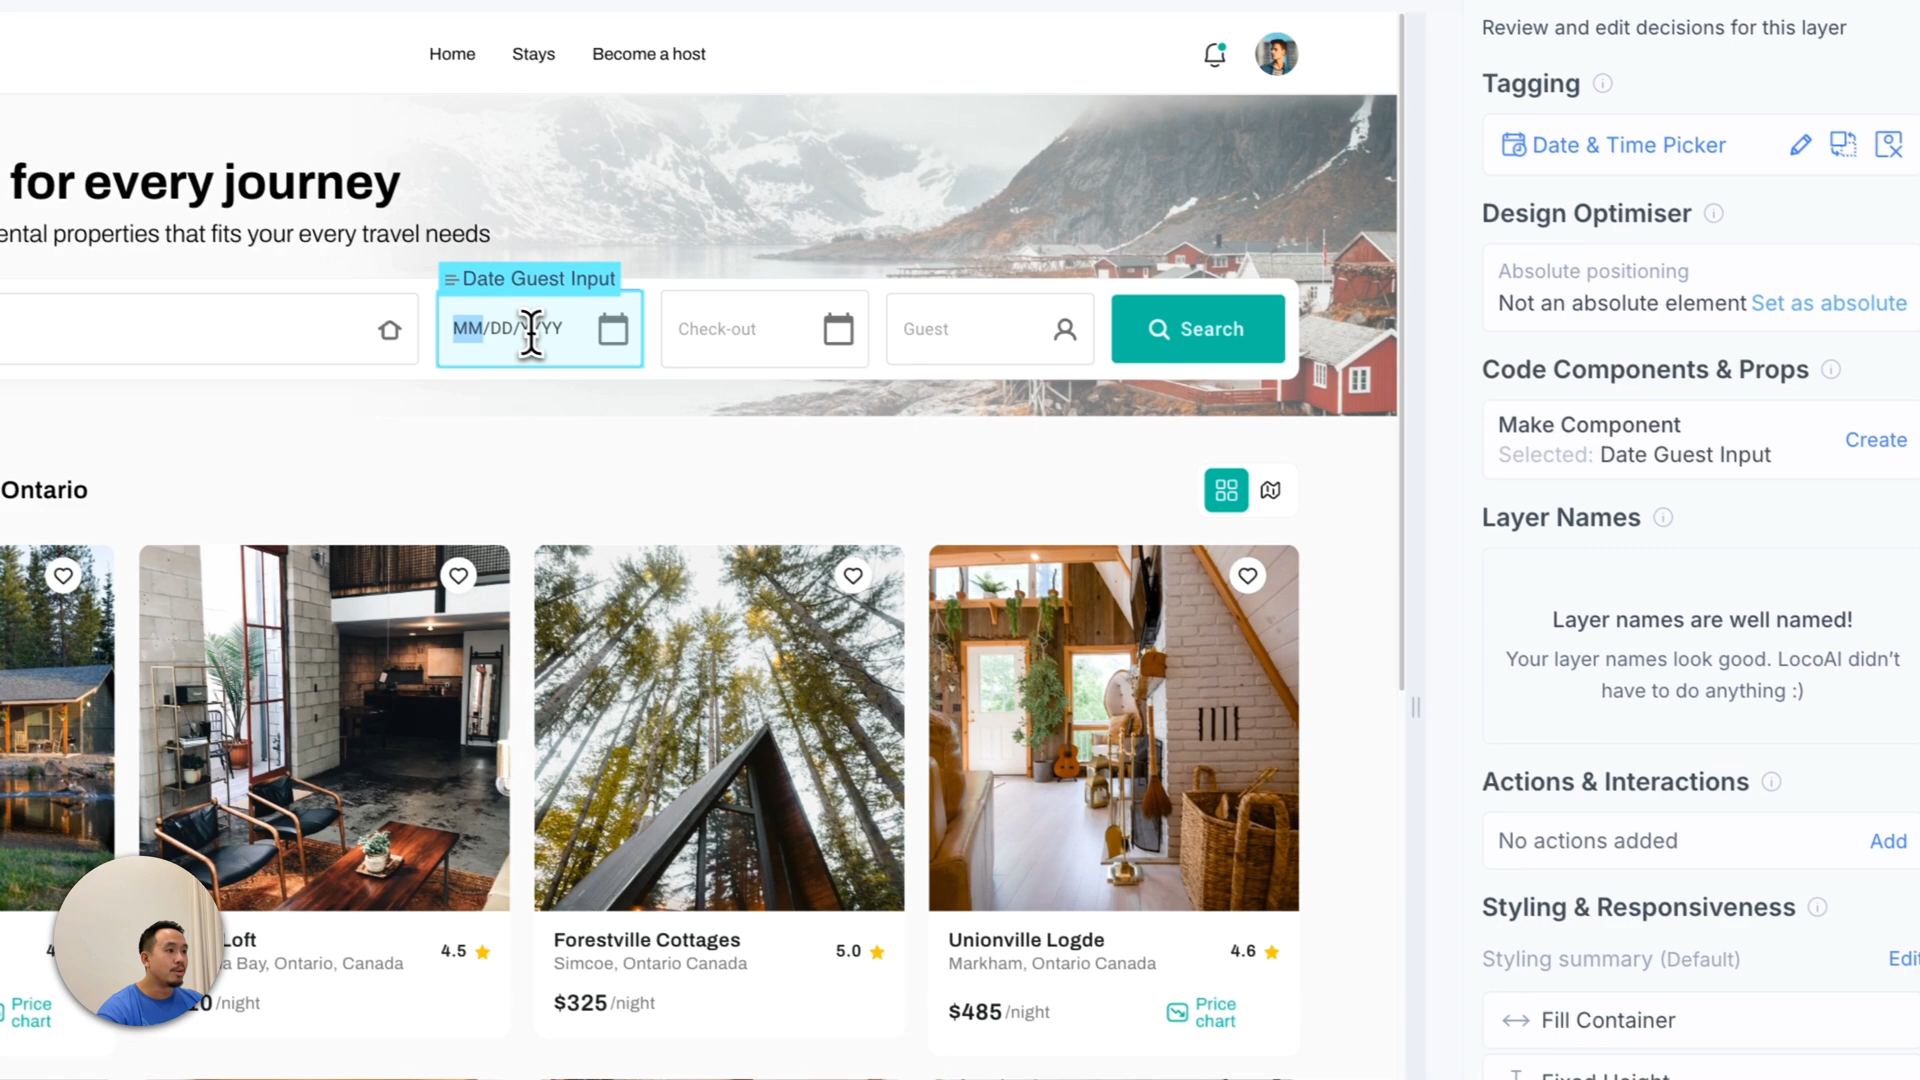 Home Stays Become a host
for every journey
ental properties that fits your every travel needs
Date Guest Input
MM/DD/YYYY
Check-out
Guest
Search
Ontario
Loft
4.5
a Bay, Ontario, Canada
0/night
Price
chart
Forestville Cottages
5.0
Simcoe, Ontario Canada
$325/night
Unionville Logde
4.6
Markham, Ontario Canada
$485/night
Price
chart
Review and edit decisions for this layer
Tagging
Date & Time Picker
Design Optimiser
Absolute positioning
Not an absolute element Set as absolute
Code Components & Props
Make Component
Create
Selected: Date Guest Input
Layer Names
Layer names are well named!
Your layer names look good. LocoAI didn't
have to do anything :)
Actions & Interactions
No actions added Add
Styling & Responsiveness
Styling summary (Default) Edit
Fill Container
Fixed Height